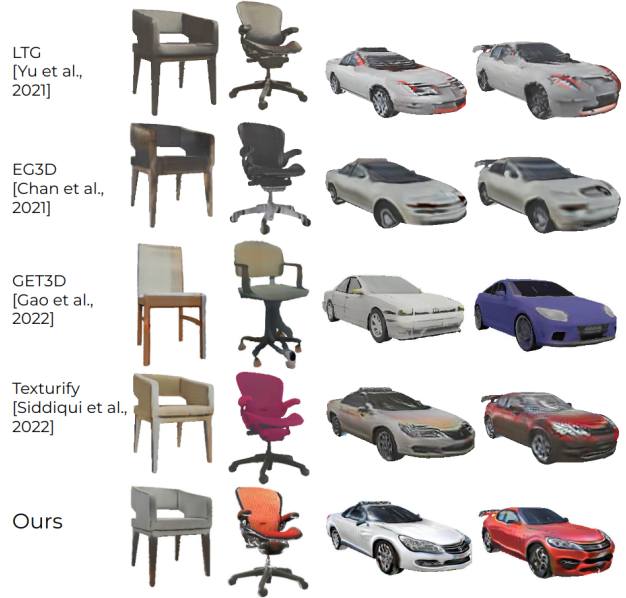 LTG
[Yu et al.,
2021]
EG3D
[Chan et al.,
2021]
GET3D
[Gao et al.,
2022]
Texturify
[Siddiqui et al.,
2022]
Ours